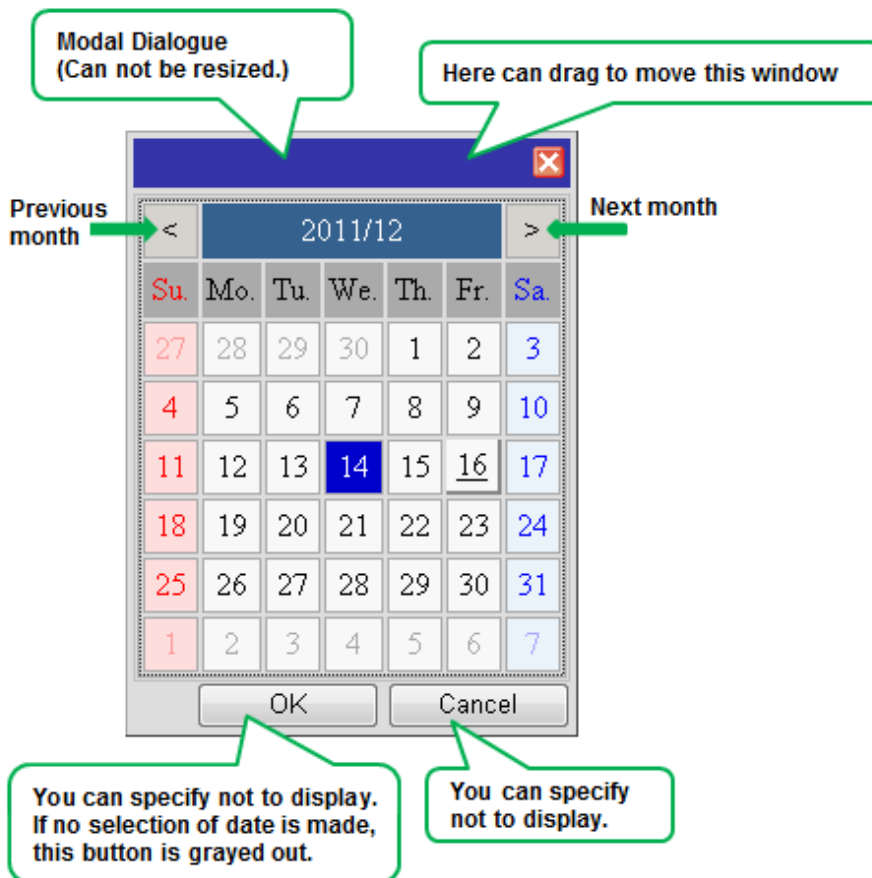 Modal Dialogue
(Can not be resized.)
Here can drag to move this window
Previous
month
Next month
< 2011/12 >
Su. Mo. Tu. We. Th. Fr. Sa.
27 28 29 30 1 2 3
4 5 6 7 8 9 10
11 12 13 14 15 16 17
18 19 20 21 22 23 24
25 26 27 28 29 30 31
1 2 3 4 5 6 7
OK Cancel
You can specify not to display.
If no selection of date is made,
this button is grayed out.
You can specify
not to display.